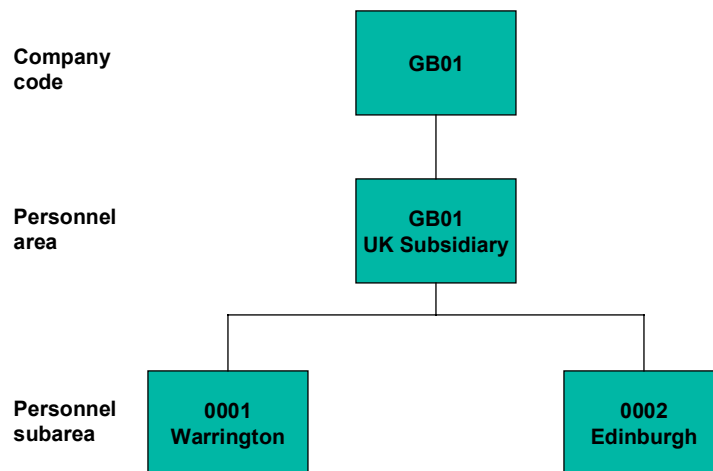 Company
code
GB01
Personnel
area
GB01
UK Subsidiary
Personnel
subarea
0001
Warrington
0002
Edinburgh